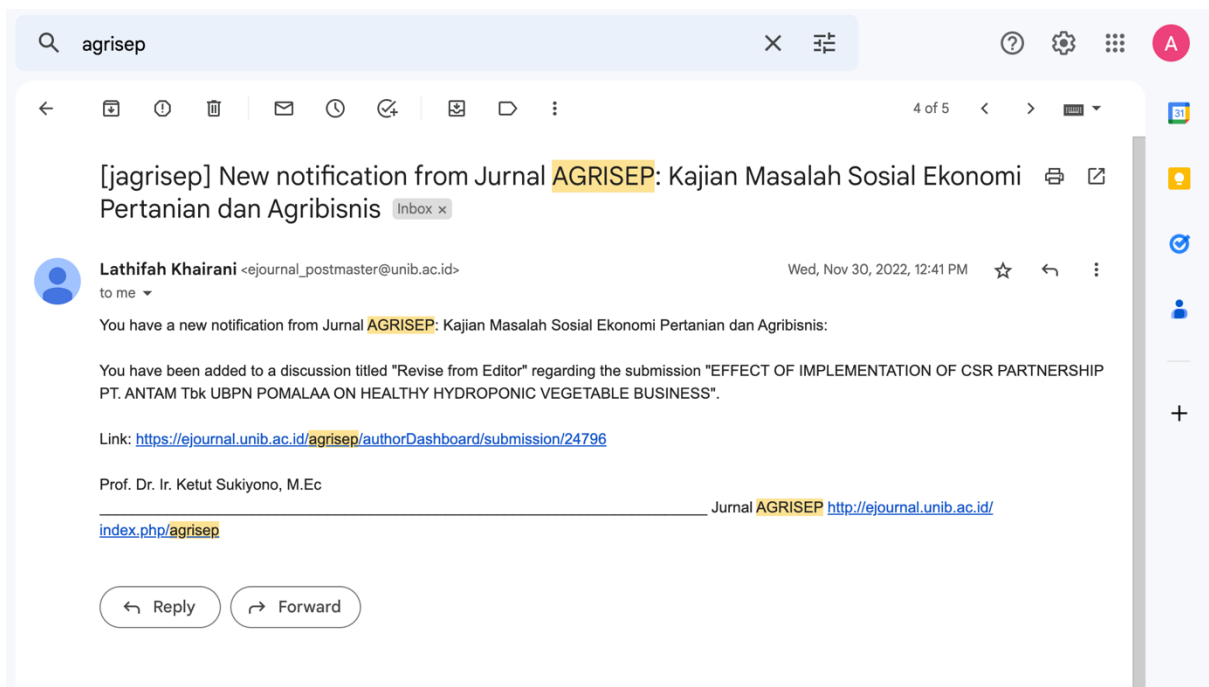 agrisep
A
4 of 5
31
[jagrisep] New notification from Jurnal AGRISEP: Kajian Masalah Sosial Ekonomi
Pertanian dan Agribisnis Inbox ×
Lathifah Khairani <ejournal_postmaster@unib.ac.id> Wed, Nov 30, 2022, 12:41 PM
to me
You have a new notification from Jurnal AGRISEP: Kajian Masalah Sosial Ekonomi Pertanian dan Agribisnis:
You have been added to a discussion titled "Revise from Editor" regarding the submission "EFFECT OF IMPLEMENTATION OF CSR PARTNERSHIP
PT. ANTAM Tbk UBPN POMALAA ON HEALTHY HYDROPONIC VEGETABLE BUSINESS".
Link: https://ejournal.unib.ac.id/agrisep/authorDashboard/submission/24796
Prof. Dr. Ir. Ketut Sukiyono, M.Ec
________________________________________________________________________ Jurnal AGRISEP http://ejournal.unib.ac.id/
index.php/agrisep
Reply Forward